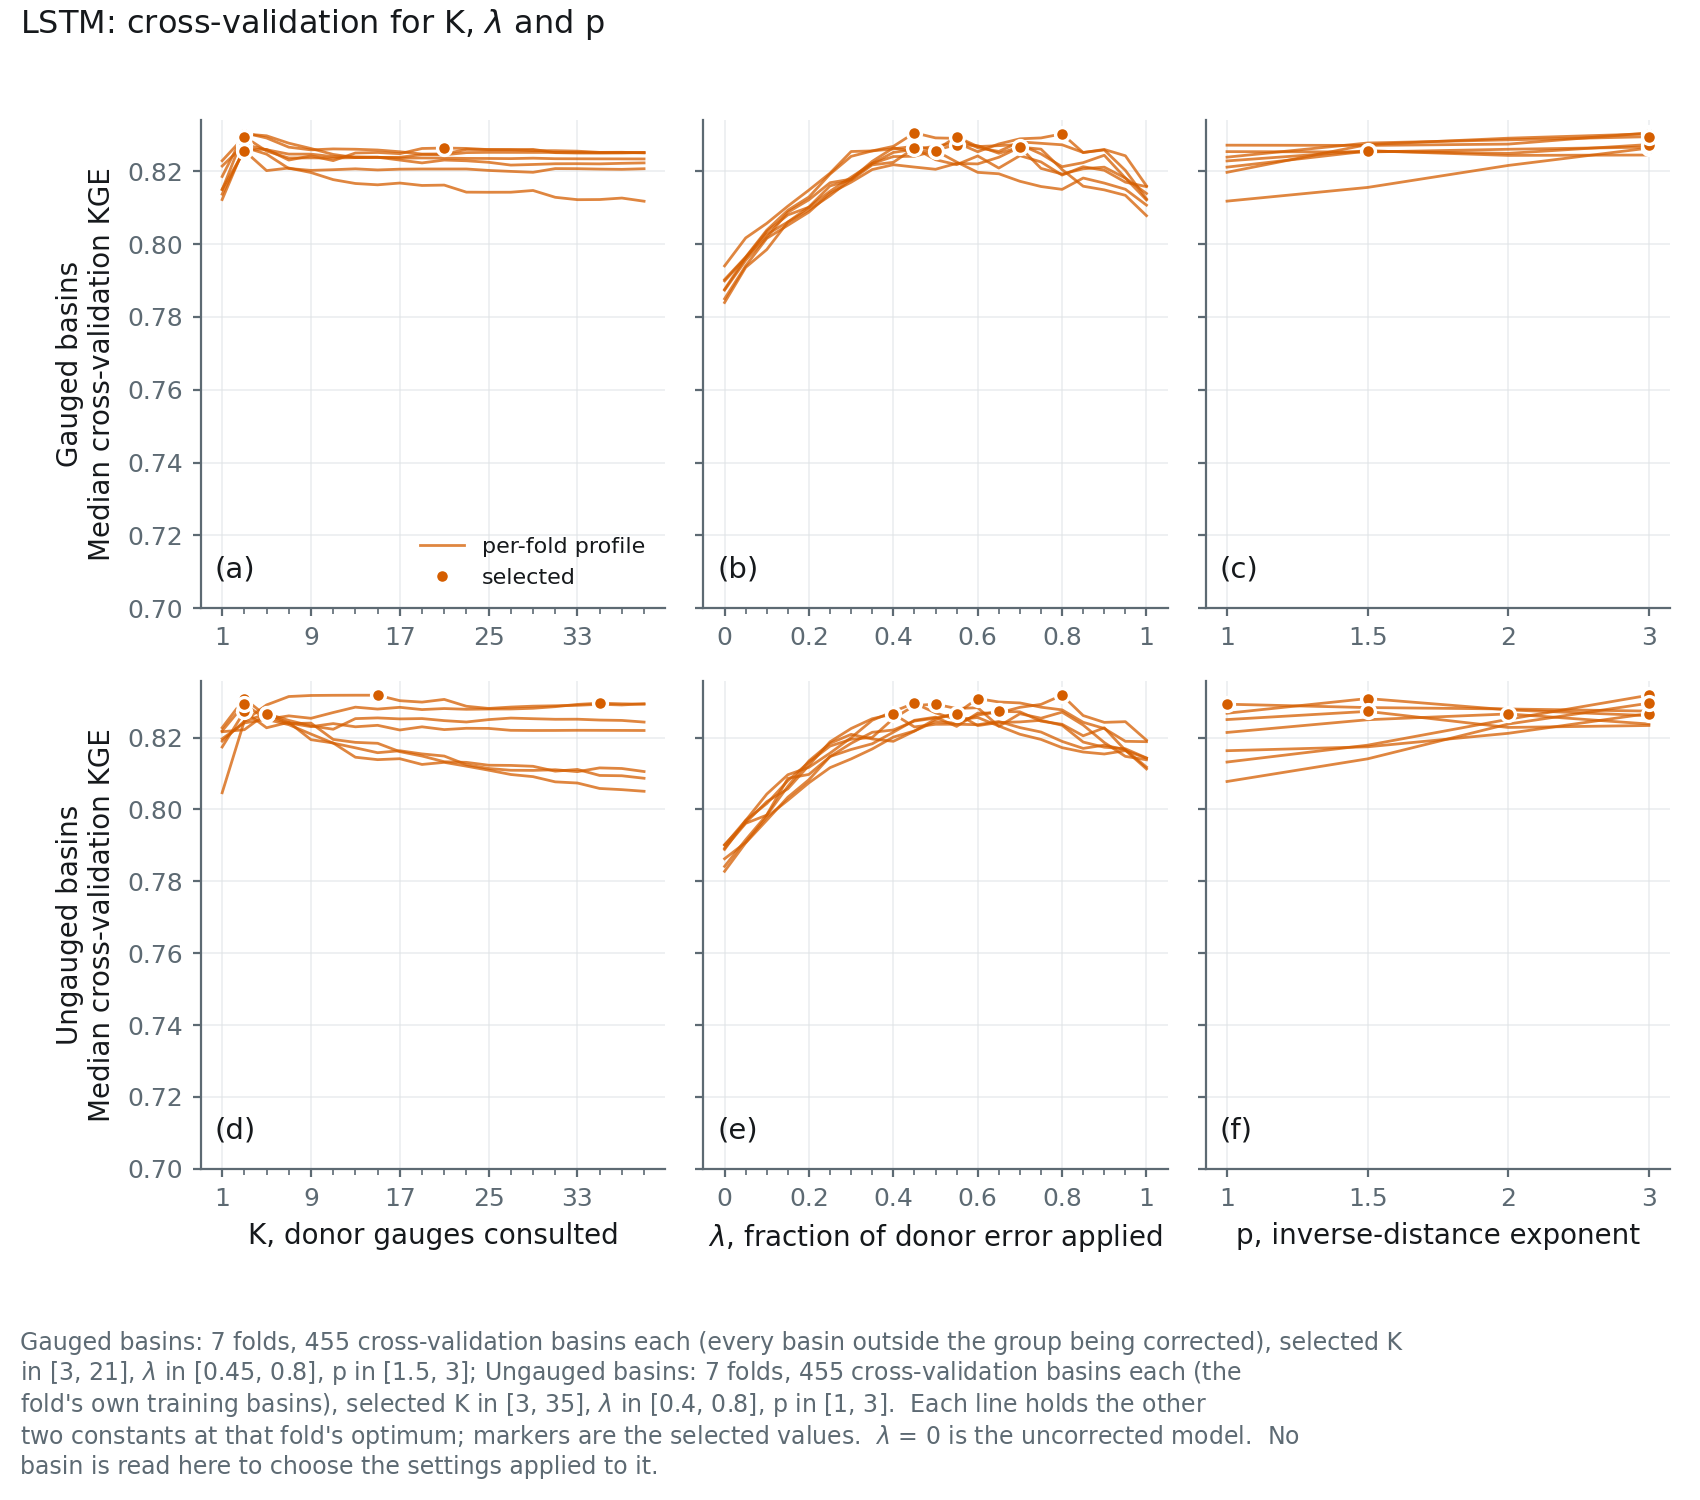 LSTM: cross-validation for K, λ and p
Gauged basins
Median cross-validation KGE
0.82
0.80
0.78
0.76
0.74
0.72
0.70
(a)
per-fold profile
selected
1 9 17 25 33
(b)
0 0.2 0.4 0.6 0.8 1
(c)
1 1.5 2 3
Ungauged basins
Median cross-validation KGE
0.82
0.80
0.78
0.76
0.74
0.72
0.70
(d)
1 9 17 25 33
K, donor gauges consulted
(e)
0 0.2 0.4 0.6 0.8 1
λ, fraction of donor error applied
(f)
1 1.5 2 3
p, inverse-distance exponent
Gauged basins: 7 folds, 455 cross-validation basins each (every basin outside the group being corrected), selected K
in [3, 21], λ in [0.45, 0.8], p in [1.5, 3]; Ungauged basins: 7 folds, 455 cross-validation basins each (the
fold's own training basins), selected K in [3, 35], λ in [0.4, 0.8], p in [1, 3].  Each line holds the other
two constants at that fold's optimum; markers are the selected values.  λ = 0 is the uncorrected model.  No
basin is read here to choose the settings applied to it.